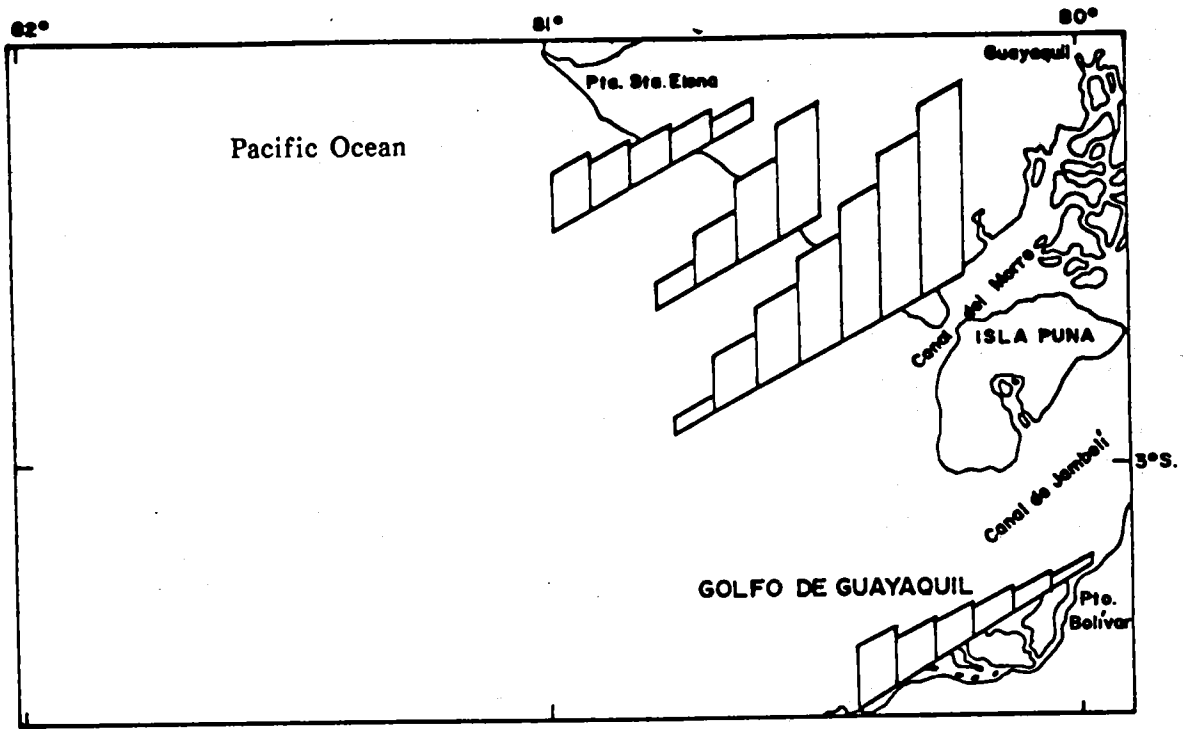 82°
81°
80°
Guayaquil
Pta. Sta. Elena
Pacific Ocean
Canal del Morro
ISLA PUNA
3°S.
Canal de Jambelí
GOLFO DE GUAYAQUIL
Pto.
Bolívar